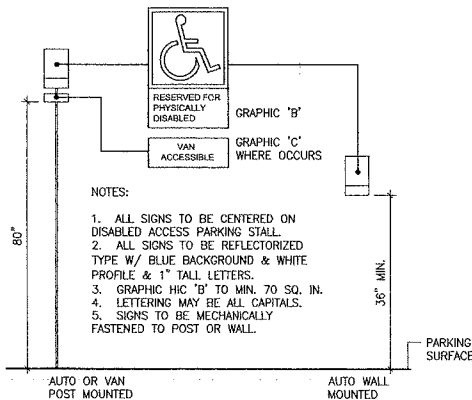 RESERVED FOR
PHYSICALLY
DISABLED
GRAPHIC 'B'
VAN
ACCESSIBLE
GRAPHIC 'C'
WHERE OCCURS
NOTES:
1. ALL SIGNS TO BE CENTERED ON
DISABLED ACCESS PARKING STALL.
2. ALL SIGNS TO BE REFLECTORIZED
TYPE W/ BLUE BACKGROUND & WHITE
PROFILE & 1" TALL LETTERS.
3. GRAPHIC HIC 'B' TO MIN. 70 SQ. IN.
4. LETTERING MAY BE ALL CAPITALS.
5. SIGNS TO BE MECHANICALLY
FASTENED TO POST OR WALL.
80"
36" MIN.
PARKING
SURFACE
AUTO OR VAN
POST MOUNTED
AUTO WALL
MOUNTED